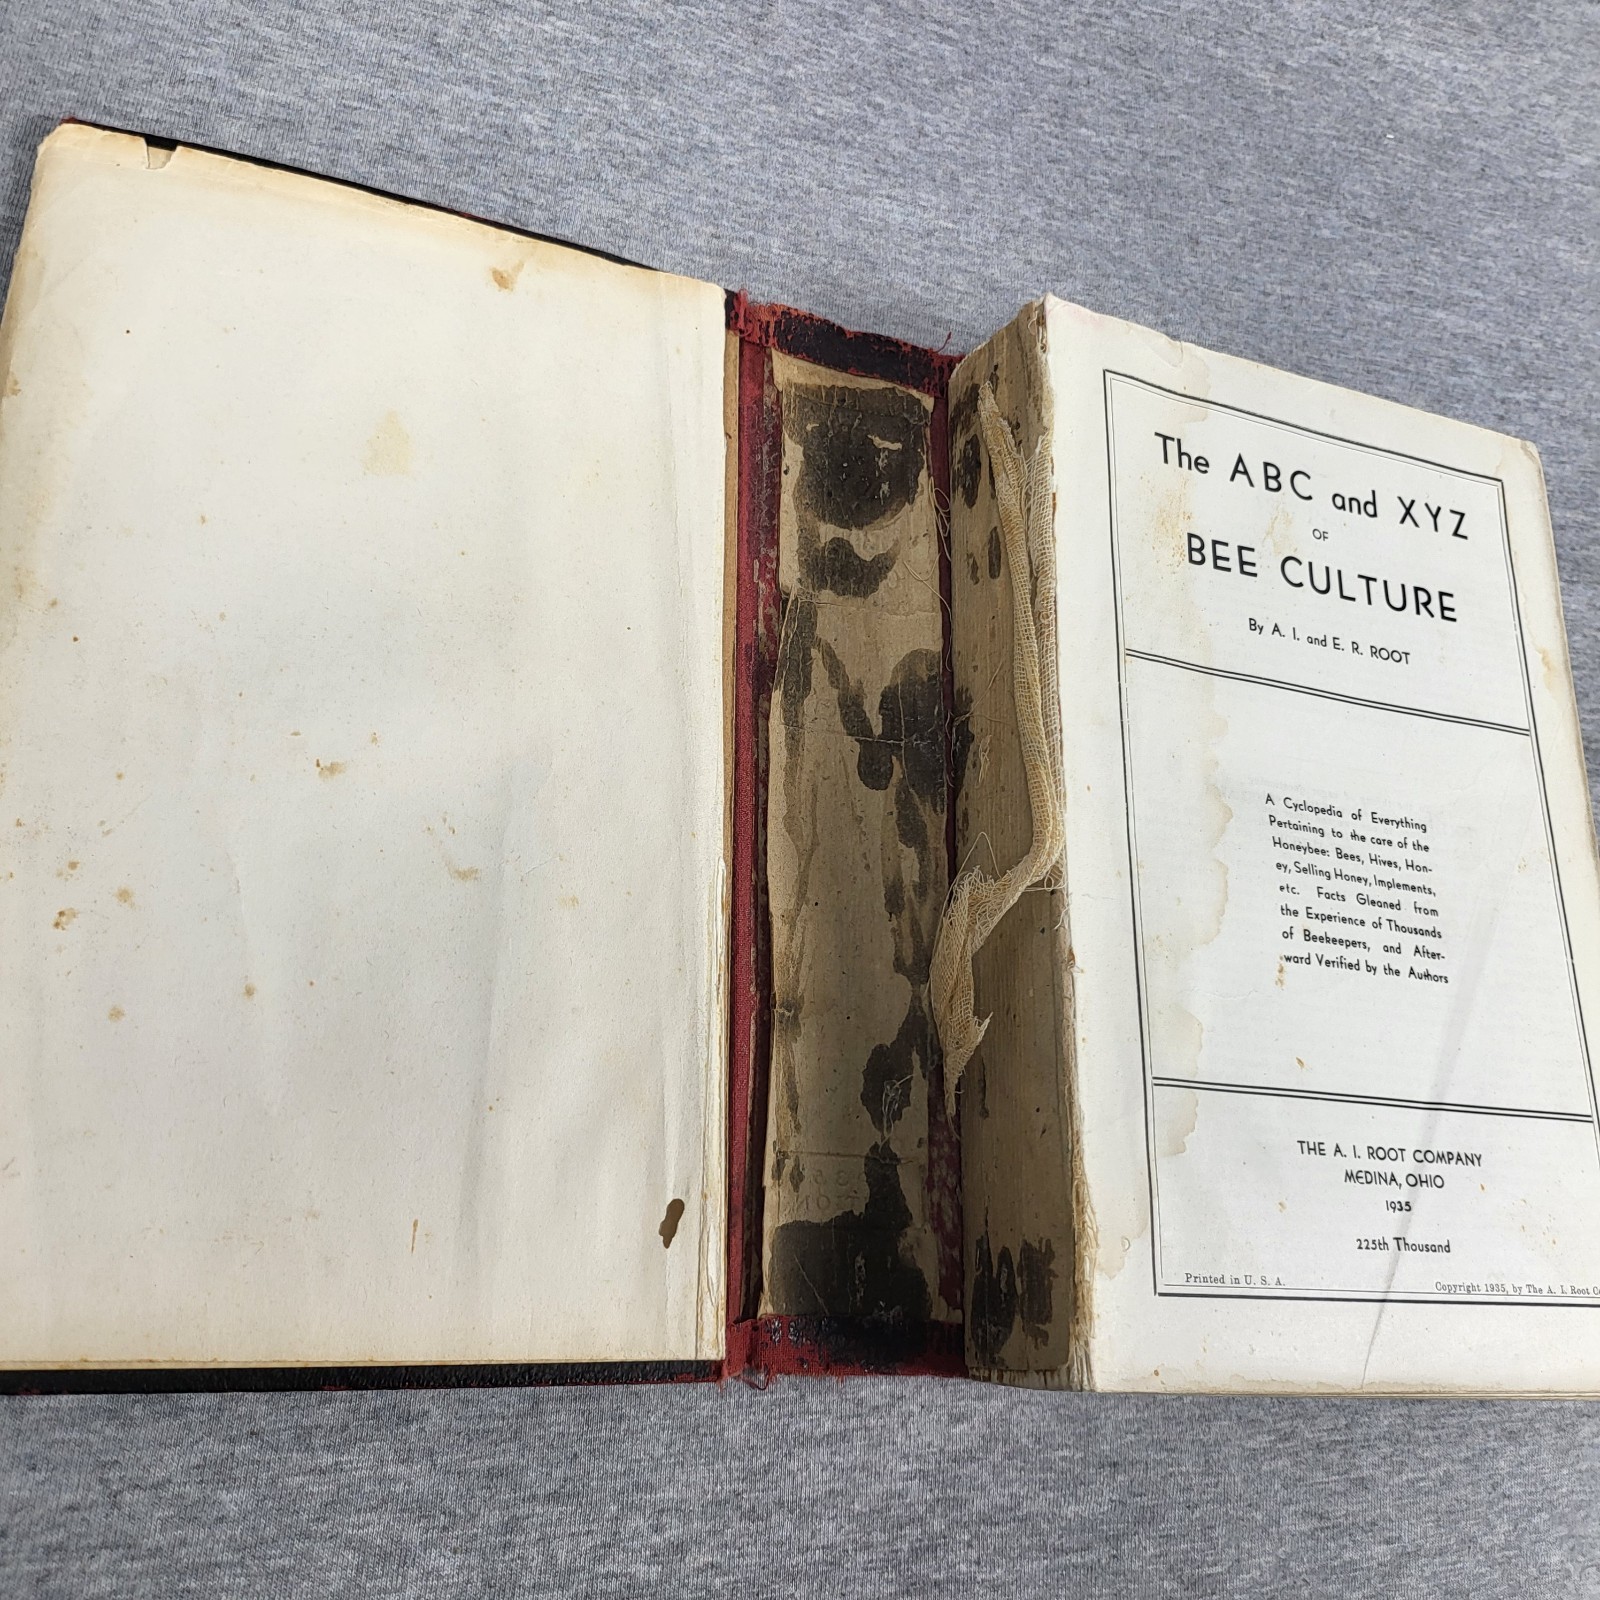 The ABC and XYZ
OF
BEE CULTURE
By A. I. and E. R. ROOT
A Cyclopedia of Everything
Pertaining to the care of the
Honeybee: Bees, Hives, Hon-
ey, Selling Honey, Implements,
etc. Facts Gleaned from
the Experience of Thousands
of Beekeepers, and After-
ward Verified by the Authors
THE A. I. ROOT COMPANY
MEDINA, OHIO
1935
225th Thousand
Printed in U. S. A.
Copyright 1935, by The A. I. Root